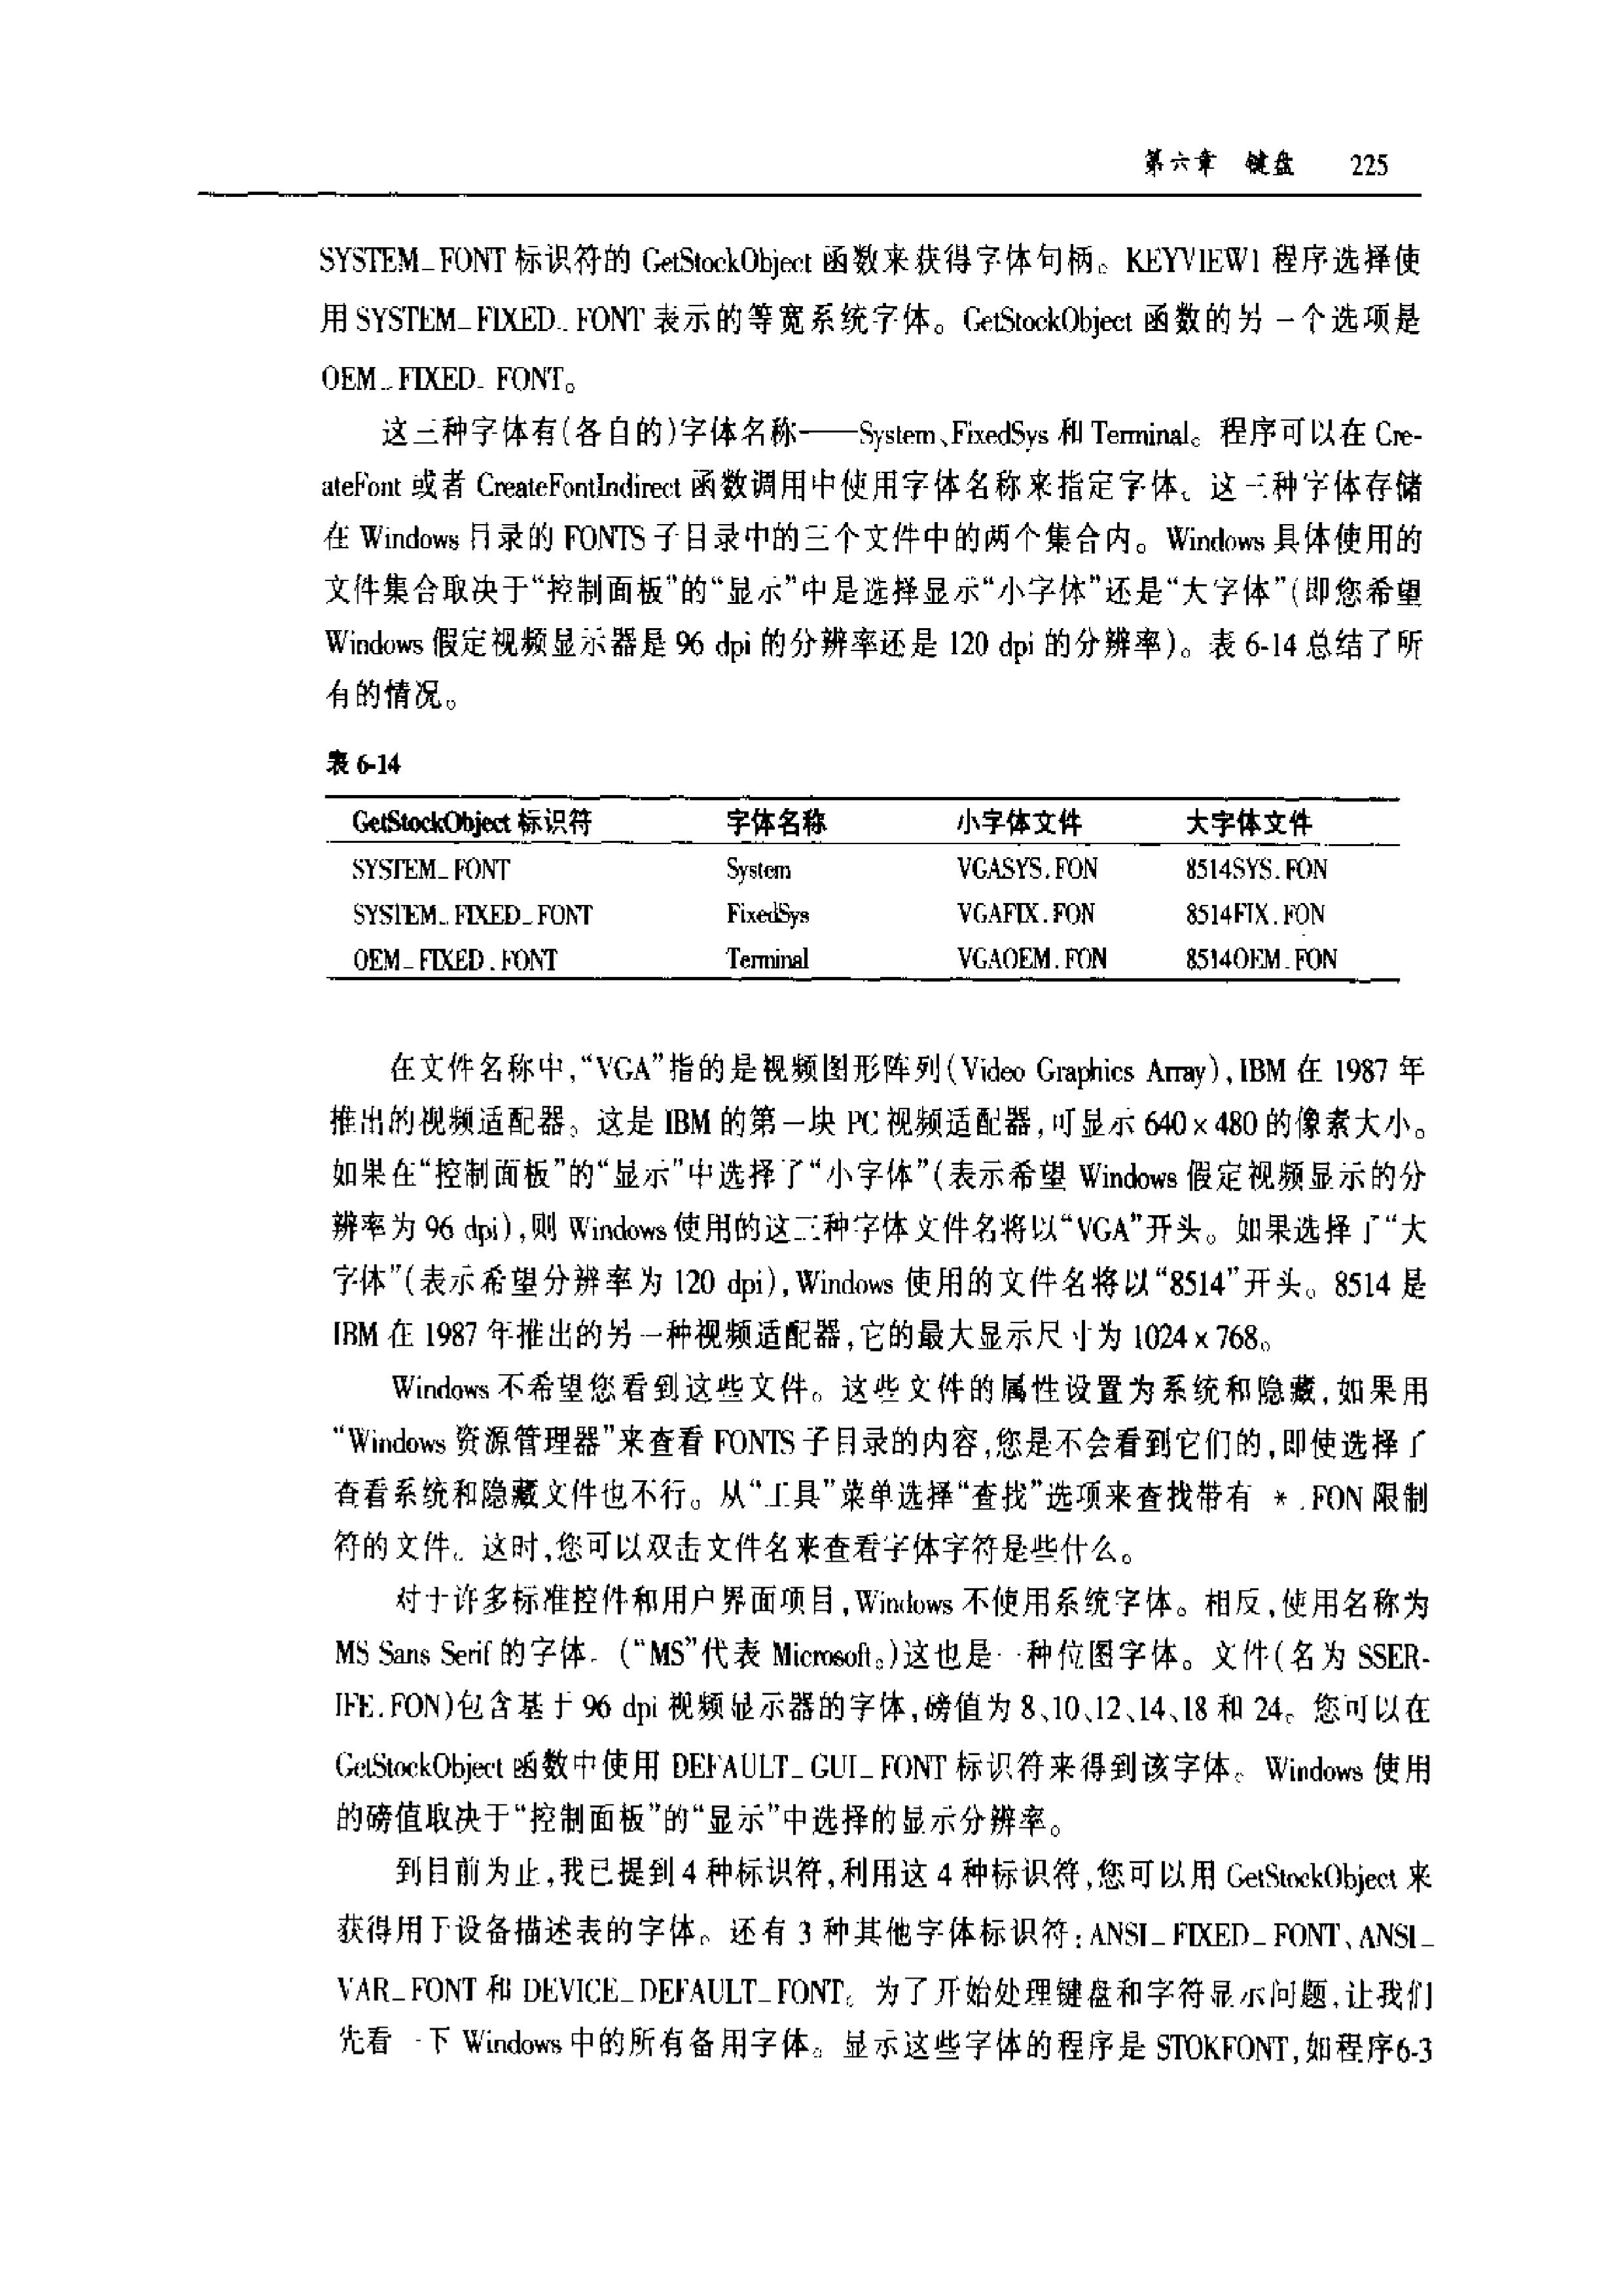 第六章 键盘 225
SYSTEM_FONT 标识符的 GetStockObject 函数来获得字体句柄。KEYVIEW1 程序选择使
用 SYSTEM_FIXED_FONT 表示的等宽系统字体。GetStockObject 函数的另一个选项是
OEM_FIXED_FONT。
这三种字体有(各自的)字体名称——System、FixedSys 和 Terminal。程序可以在 Cre-
ateFont 或者 CreateFontIndirect 函数调用中使用字体名称来指定字体。这三种字体存储
在 Windows 目录的 FONTS 子目录中的三个文件中的两个集合内。Windows 具体使用的
文件集合取决于“控制面板”的“显示”中是选择显示“小字体”还是“大字体”(即您希望
Windows 假定视频显示器是 96 dpi 的分辨率还是 120 dpi 的分辨率)。表 6-14 总结了所
有的情况。
表 6-14
GetStockObject 标识符 字体名称 小字体文件 大字体文件
SYSTEM_FONT System VGASYS.FON 8514SYS.FON
SYSTEM_FIXED_FONT FixedSys VGAFIX.FON 8514FIX.FON
OEM_FIXED_FONT Terminal VGAOEM.FON 8514OEM.FON
在文件名称中,“VGA”指的是视频图形阵列(Video Graphics Array),IBM 在 1987 年
推出的视频适配器。这是 IBM 的第一块 PC 视频适配器,可显示 640×480 的像素大小。
如果在“控制面板”的“显示”中选择了“小字体”(表示希望 Windows 假定视频显示的分
辨率为 96 dpi),则 Windows 使用的这三种字体文件名将以“VGA”开头。如果选择了“大
字体”(表示希望分辨率为 120 dpi),Windows 使用的文件名将以“8514”开头。8514 是
IBM 在 1987 年推出的另一种视频适配器,它的最大显示尺寸为 1024×768。
Windows 不希望您看到这些文件。这些文件的属性设置为系统和隐藏,如果用
“Windows 资源管理器”来查看 FONTS 子目录的内容,您是不会看到它们的,即使选择了
查看系统和隐藏文件也不行。从“工具”菜单选择“查找”选项来查找带有 *.FON 限制
符的文件。这时,您可以双击文件名来查看字体字符是些什么。
对于许多标准控件和用户界面项目,Windows 不使用系统字体。相反,使用名称为
MS Sans Serif 的字体。(“MS”代表 Microsoft。)这也是一种位图字体。文件(名为 SSER-
IFE.FON)包含基于 96 dpi 视频显示器的字体,磅值为 8、10、12、14、18 和 24。您可以在
GetStockObject 函数中使用 DEFAULT_GUI_FONT 标识符来得到该字体。Windows 使用
的磅值取决于“控制面板”的“显示”中选择的显示分辨率。
到目前为止,我已提到 4 种标识符,利用这 4 种标识符,您可以用 GetStockObject 来
获得用于设备描述表的字体。还有 3 种其他字体标识符:ANSI_FIXED_FONT、ANSI_
VAR_FONT 和 DEVICE_DEFAULT_FONT。为了开始处理键盘和字符显示问题,让我们
先看一下 Windows 中的所有备用字体。显示这些字体的程序是 STOKFONT,如程序6-3